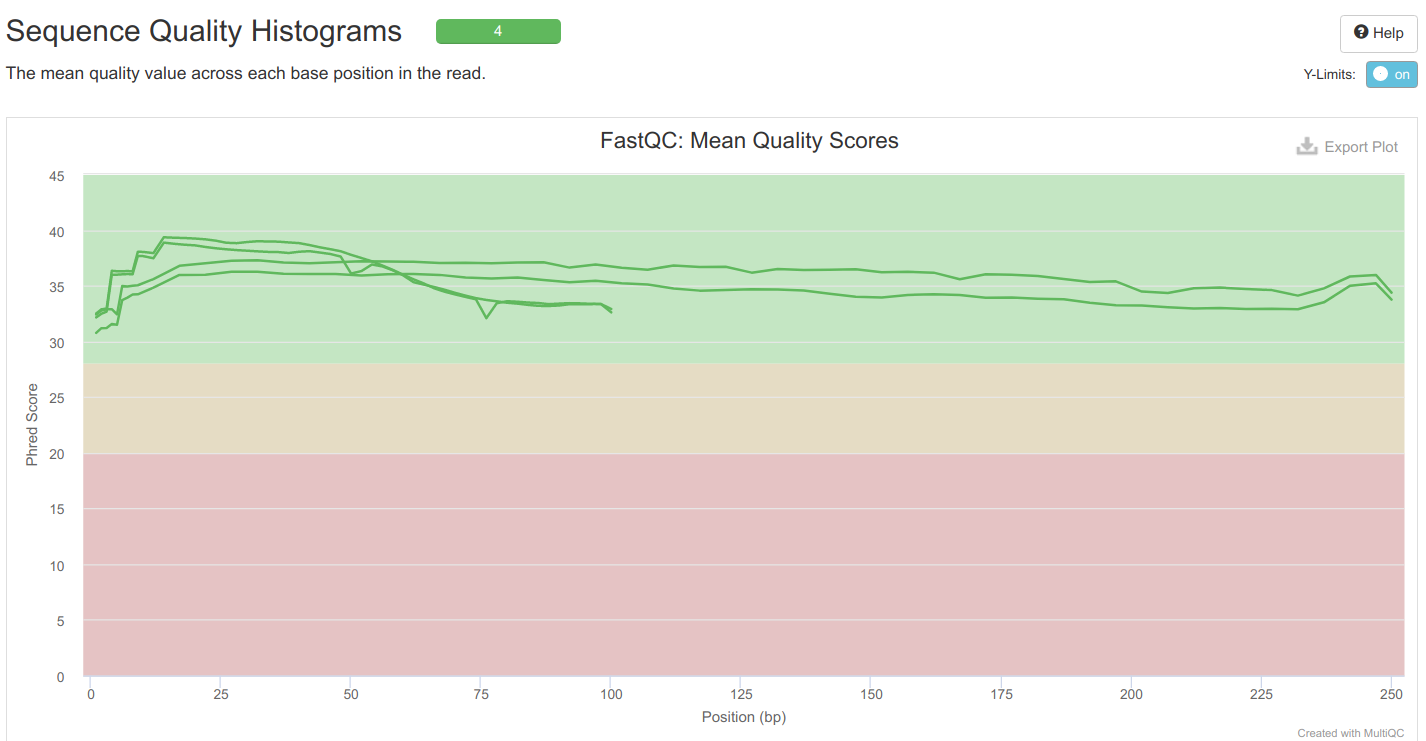 Sequence Quality Histograms 4
Help
The mean quality value across each base position in the read.
Y-Limits: on
FastQC: Mean Quality Scores
Export Plot
45
40
35
30
25
20
15
10
5
0
Phred Score
0 25 50 75 100 125 150 175 200 225 250
Position (bp)
Created with MultiQC